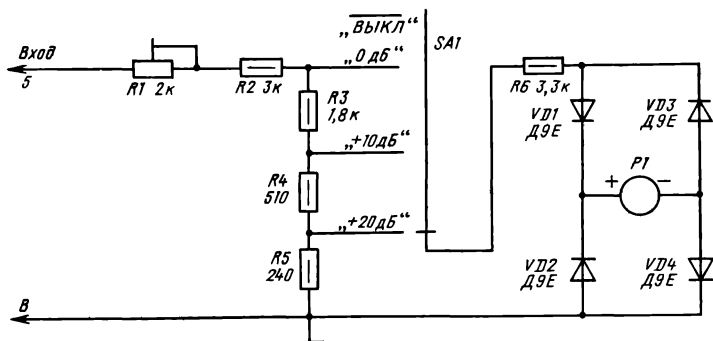 „ВЫКЛ“
Вход
5
„0 дБ“
SA1
R1 2к
R2 3к
R3
1,8к
R6 3,3к
VD1
Д9Е
VD3
Д9Е
„+10дБ“
P1
+
−
R4
510
„+20дБ“
R5
240
VD2
Д9Е
VD4
Д9Е
В